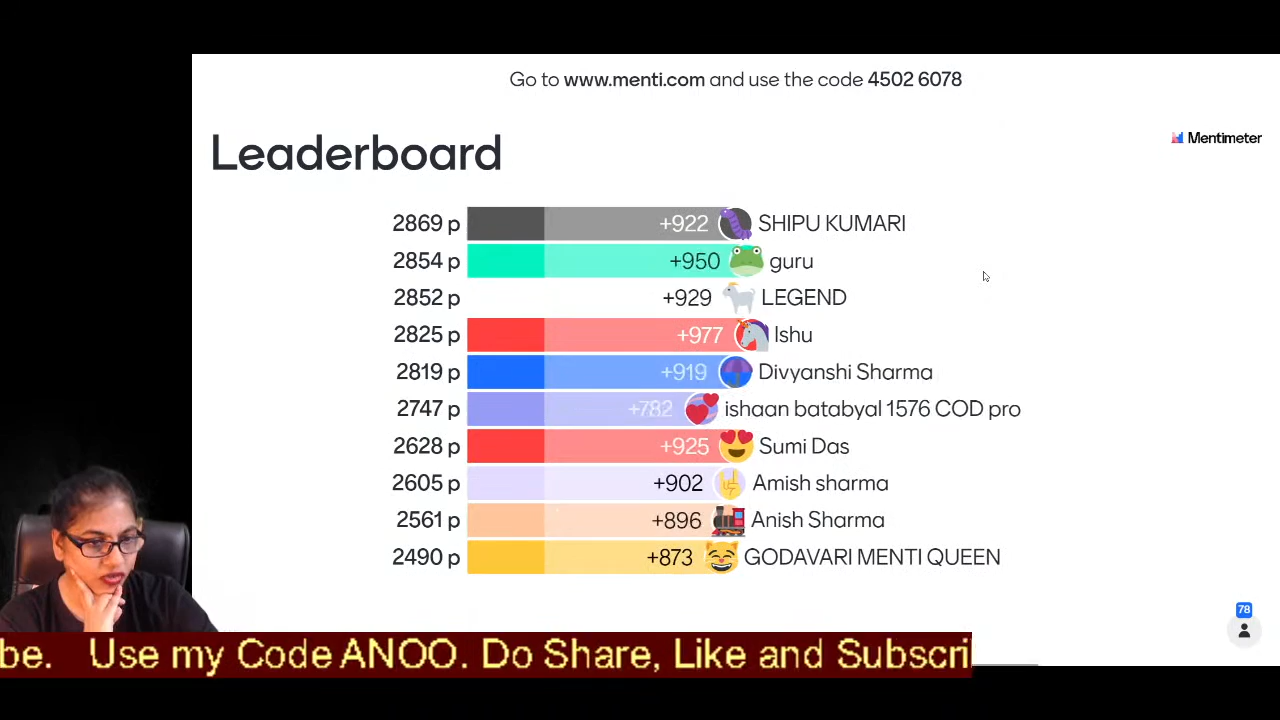 Go to www.menti.com and use the code 4502 6078
Leaderboard
Mentimeter
2869 p +922 SHIPU KUMARI
2854 p +950 guru
2852 p +929 LEGEND
2825 p +977 Ishu
2819 p +919 Divyanshi Sharma
2747 p +782 ishaan batabyal 1576 COD pro
2628 p +925 Sumi Das
2605 p +902 Amish sharma
2561 p +896 Anish Sharma
2490 p +873 GODAVARI MENTI QUEEN
78
be. Use my Code ANOO. Do Share, Like and Subscri